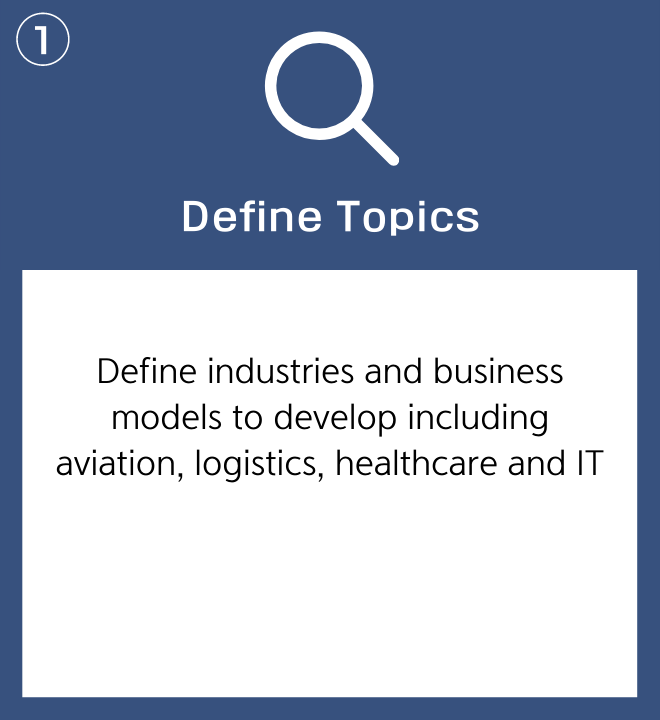 1
Define Topics
Define industries and business
models to develop including
aviation, logistics, healthcare and IT